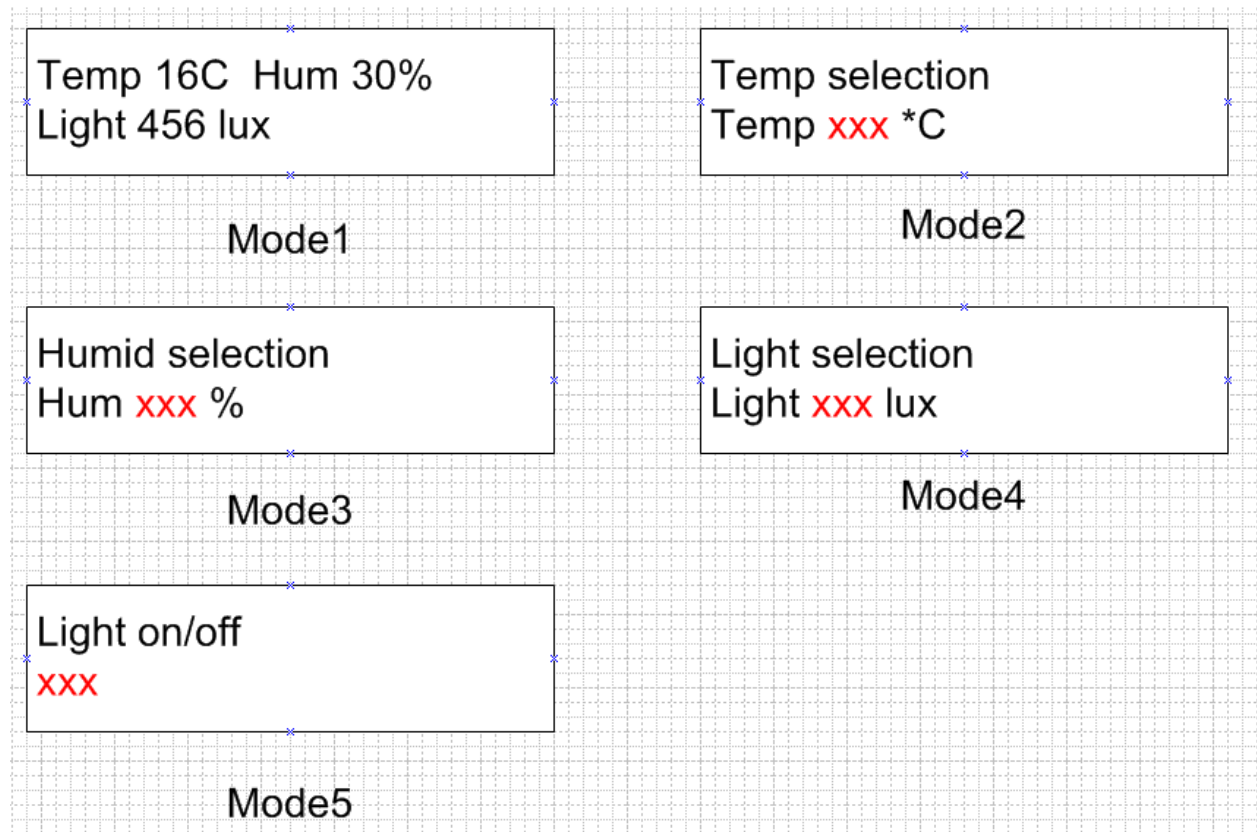 Temp 16C  Hum 30%
Light 456 lux
Mode1
Temp selection
Temp xxx *C
Mode2
Humid selection
Hum xxx %
Mode3
Light selection
Light xxx lux
Mode4
Light on/off
xxx
Mode5